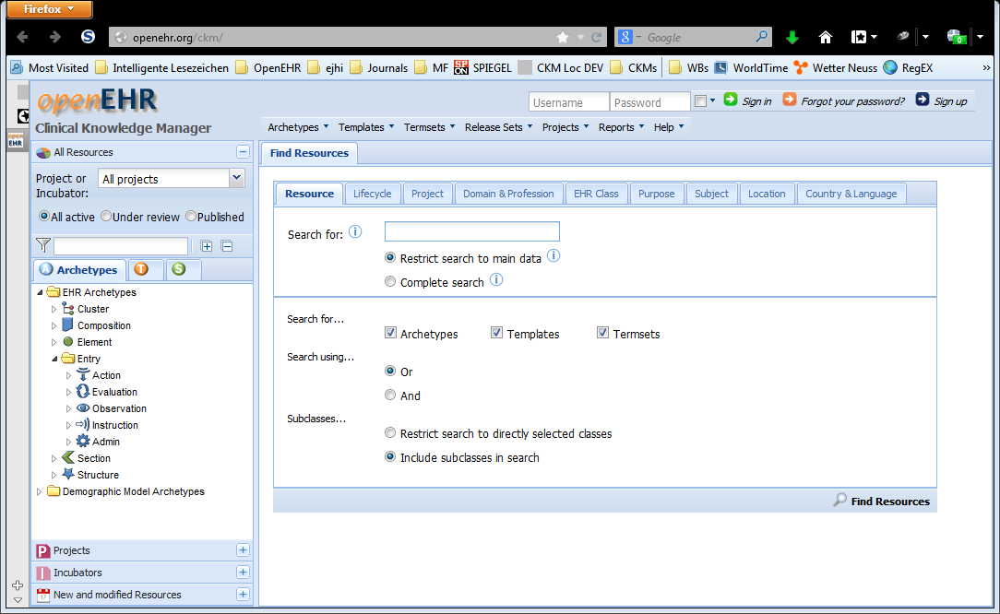 Firefox
openehr.org/ckm/
Google
Most Visited Intelligente Lesezeichen OpenEHR ejhi Journals MF SPIEGEL CKM Loc DEV CKMs WBs WorldTime Wetter Neuss RegEX »
openEHR
Clinical Knowledge Manager
Username Password Sign in Forgot your password? Sign up
Archetypes Templates Termsets Release Sets Projects Reports Help
All Resources
Find Resources
Project or Incubator:
All projects
All active Under review Published
Archetypes T S
EHR Archetypes
Cluster
Composition
Element
Entry
Action
Evaluation
Observation
Instruction
Admin
Section
Structure
Demographic Model Archetypes
Projects
Incubators
New and modified Resources
Resource Lifecycle Project Domain & Profession EHR Class Purpose Subject Location Country & Language
Search for:
Restrict search to main data
Complete search
Search for...
Archetypes Templates Termsets
Search using...
Or
And
Subclasses...
Restrict search to directly selected classes
Include subclasses in search
Find Resources